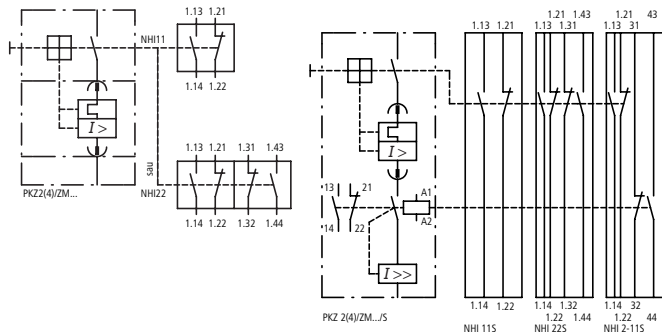 1.13 1.21
NHI11
1.14 1.22
I >
sau
1.13 1.21 1.31 1.43
NHI22
1.14 1.22 1.32 1.44
PKZ2(4)/ZM...
1.21 1.21 1.43 1.21 43
1.13 1.13 1.31 1.13 31
I >
13 21
A1
14 22
A2
I >>
1.14 1.22 1.14 1.32 1.14 32
1.22 1.44 1.22 44
PKZ 2(4)/ZM.../S
NHI 11S NHI 22S NHI 2-11S